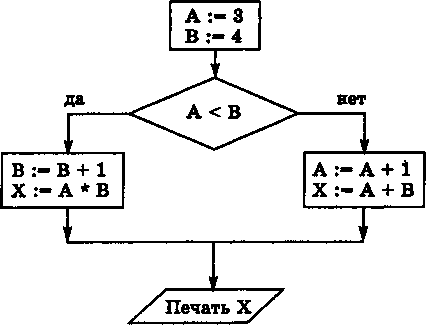 A := 3
B := 4
да
A < B
нет
B := B + 1
X := A * B
A := A + 1
X := A + B
Печать X